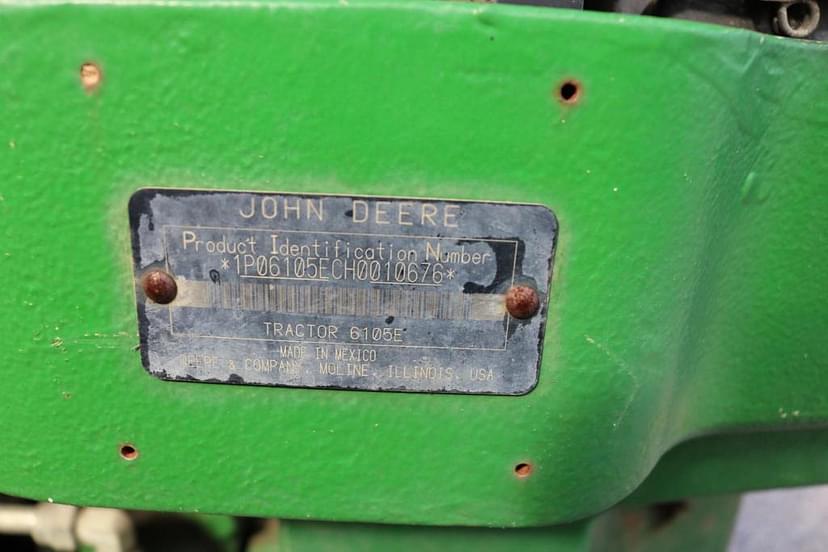 JOHN DEERE
Product Identification Number
*1P06105ECH0010676*
TRACTOR 6105E
MADE IN MEXICO
DEERE & COMPANY, MOLINE, ILLINOIS, USA